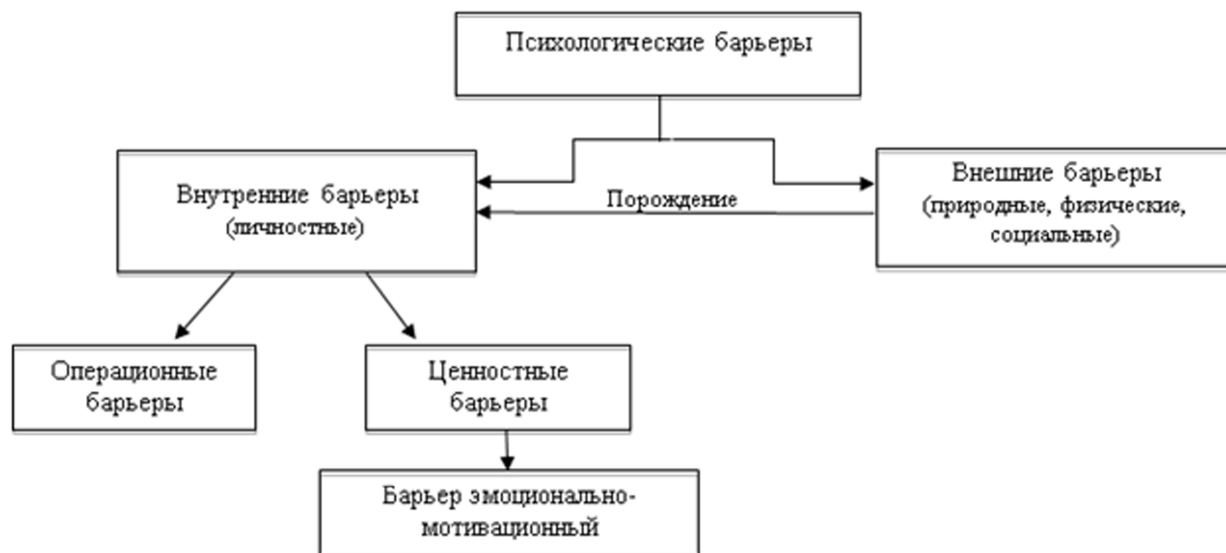 Психологические барьеры
Внутренние барьеры
(личностные)
Порождение
Внешние барьеры
(природные, физические,
социальные)
Операционные
барьеры
Ценностные
барьеры
Барьер эмоционально-
мотивационный